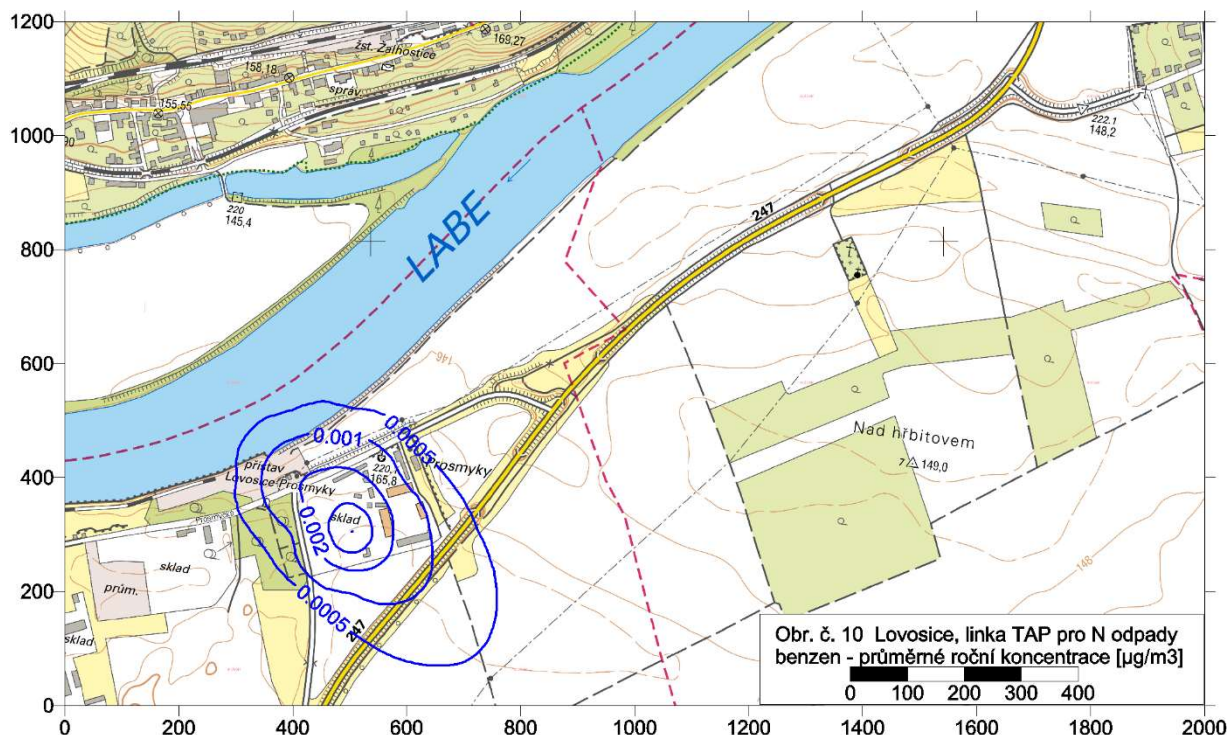 1200
1000
800
600
400
200
0
169,27
žst. Žalhostice
158,18
správ.
155,55
90
222.1
148,2
220
145,4
LABE
247
146
Nad hřbitovem
7 149,0
148
0.0005
0.001
přístav
Lovosice-Prosmyky
220,1
165,8
Prosmyky
Prosmyky
sklad
0.002
sklad
prům.
sklad
0.0005
247
Obr. č. 10 Lovosice, linka TAP pro N odpady
benzen - průměrné roční koncentrace [µg/m3]
0 100 200 300 400
0 200 400 600 800 1000 1200 1400 1600 1800 2000